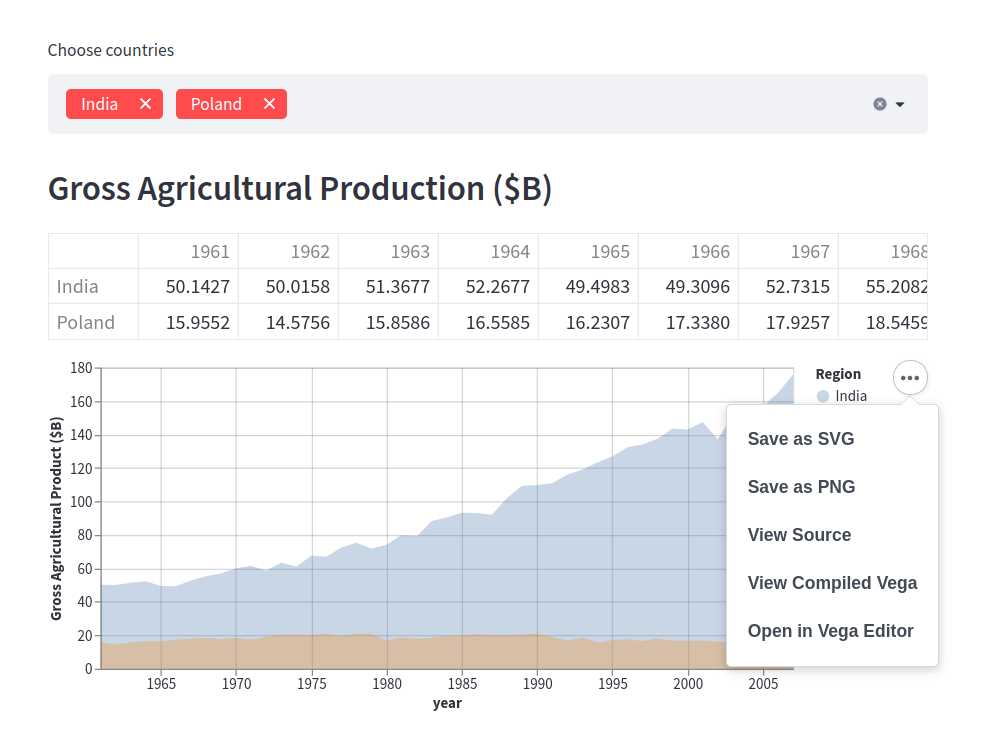 Choose countries
India Poland
Gross Agricultural Production ($B)
1961 1962 1963 1964 1965 1966 1967 1968
India 50.1427 50.0158 51.3677 52.2677 49.4983 49.3096 52.7315 55.2082
Poland 15.9552 14.5756 15.8586 16.5585 16.2307 17.3380 17.9257 18.5459
Region
India
Save as SVG
Save as PNG
View Source
View Compiled Vega
Open in Vega Editor
180
160
140
120
100
80
60
40
20
0
Gross Agricultural Product ($B)
1965 1970 1975 1980 1985 1990 1995 2000 2005
year